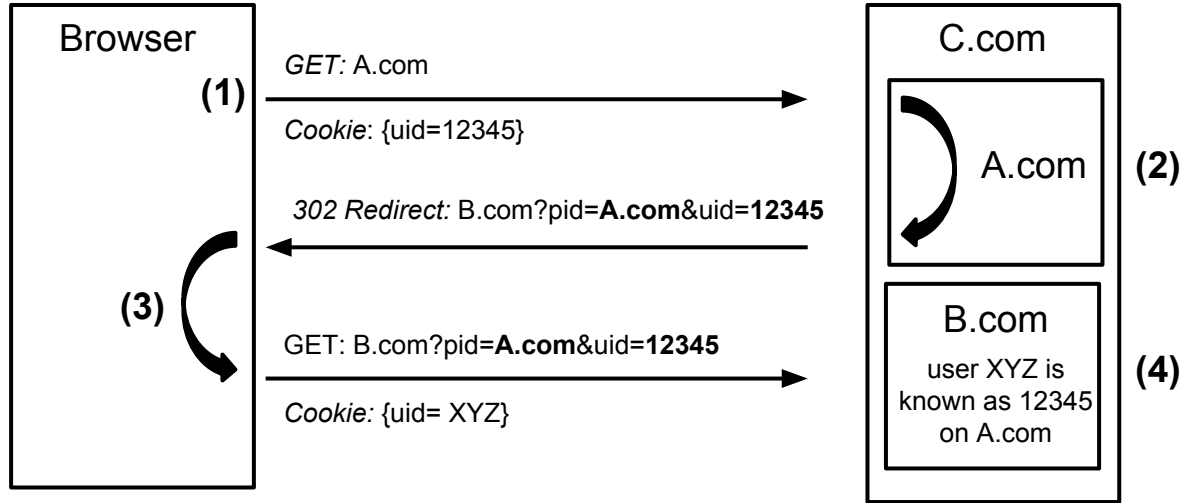 Browser
C.com
GET: A.com
(1)
Cookie: {uid=12345}
A.com
(2)
302 Redirect: B.com?pid=A.com&uid=12345
(3)
B.com
GET: B.com?pid=A.com&uid=12345
user XYZ is
known as 12345
on A.com
(4)
Cookie: {uid= XYZ}